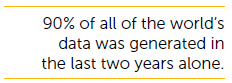 90% of all of the world's
data was generated in
the last two years alone.